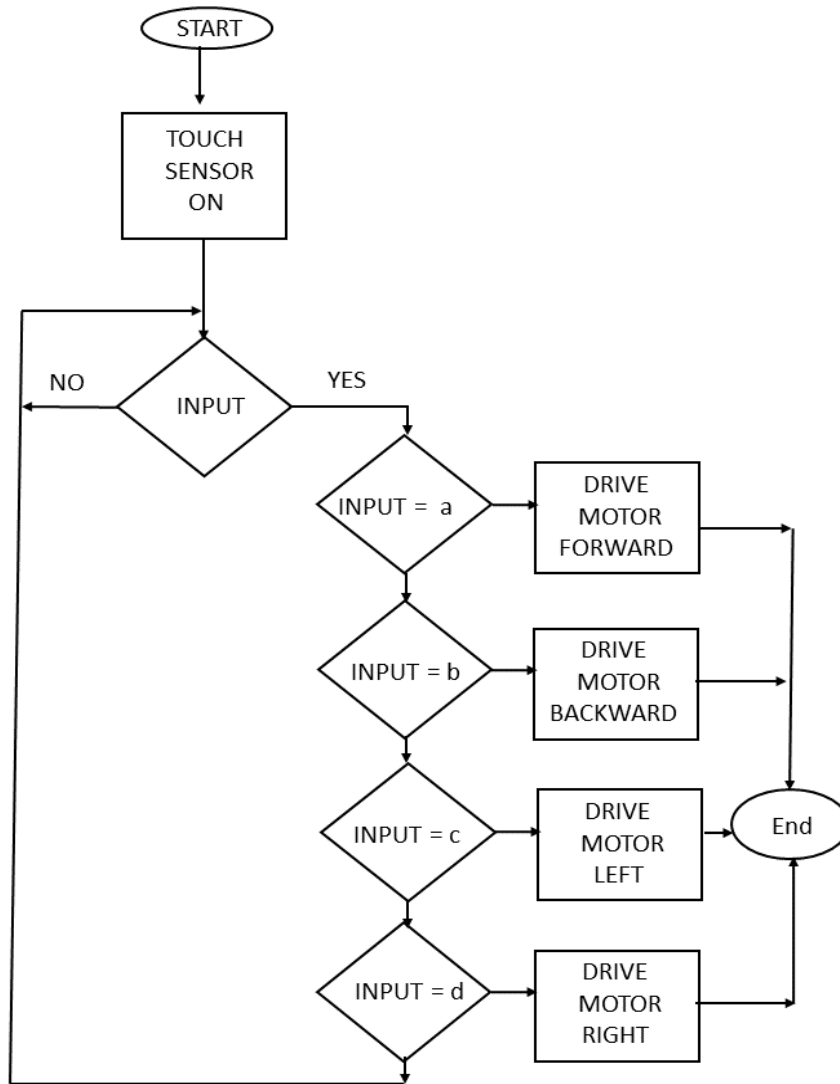 START
TOUCH
SENSOR
ON
NO
YES
INPUT
INPUT = a
DRIVE
MOTOR
FORWARD
INPUT = b
DRIVE
MOTOR
BACKWARD
INPUT = c
DRIVE
MOTOR
LEFT
End
INPUT = d
DRIVE
MOTOR
RIGHT